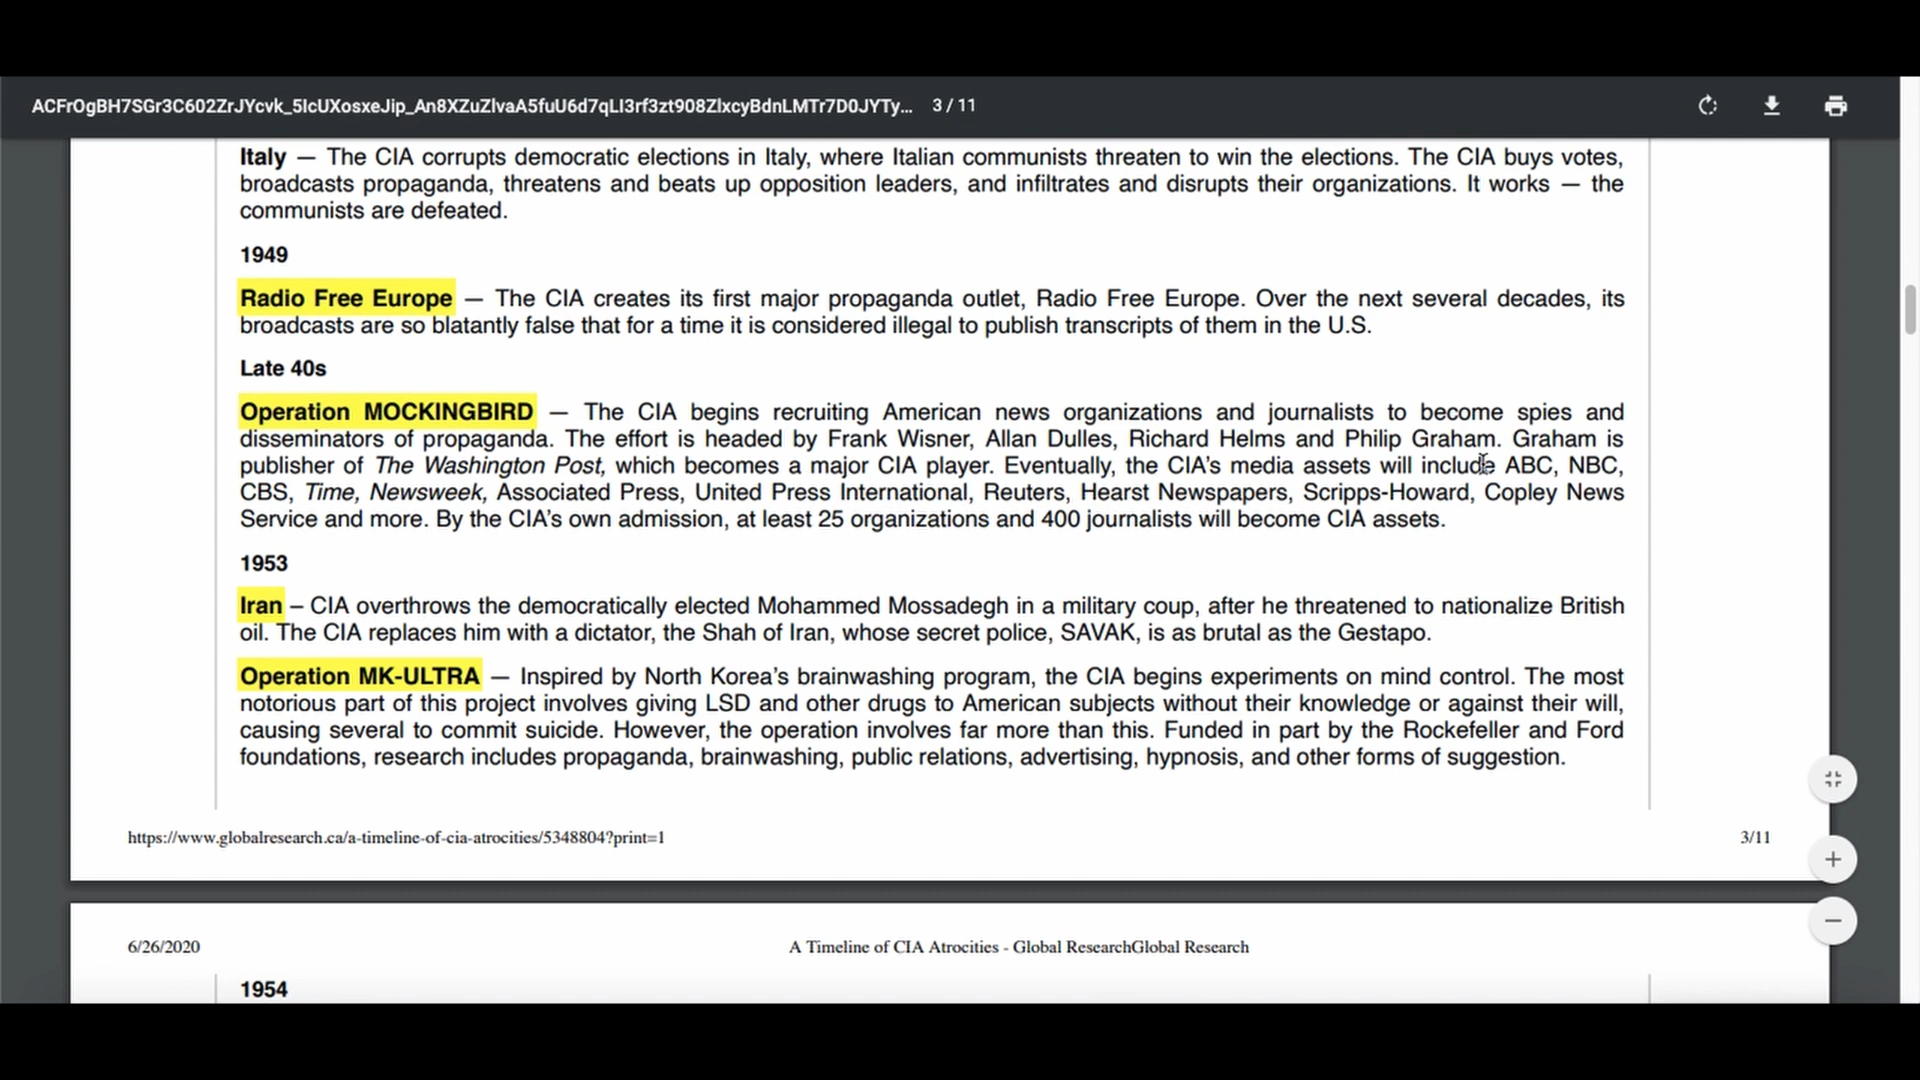 ACFrOgBH7SGr3C602ZrJYcvk_5lcUXosxeJip_An8XZuZlvaA5fuU6d7qLI3rf3zt908ZlxcyBdnLMTr7D0JYTy... 3 / 11
Italy — The CIA corrupts democratic elections in Italy, where Italian communists threaten to win the elections. The CIA buys votes,
broadcasts propaganda, threatens and beats up opposition leaders, and infiltrates and disrupts their organizations. It works — the
communists are defeated.
1949
Radio Free Europe — The CIA creates its first major propaganda outlet, Radio Free Europe. Over the next several decades, its
broadcasts are so blatantly false that for a time it is considered illegal to publish transcripts of them in the U.S.
Late 40s
Operation MOCKINGBIRD — The CIA begins recruiting American news organizations and journalists to become spies and
disseminators of propaganda. The effort is headed by Frank Wisner, Allan Dulles, Richard Helms and Philip Graham. Graham is
publisher of The Washington Post, which becomes a major CIA player. Eventually, the CIA's media assets will include ABC, NBC,
CBS, Time, Newsweek, Associated Press, United Press International, Reuters, Hearst Newspapers, Scripps-Howard, Copley News
Service and more. By the CIA's own admission, at least 25 organizations and 400 journalists will become CIA assets.
1953
Iran – CIA overthrows the democratically elected Mohammed Mossadegh in a military coup, after he threatened to nationalize British
oil. The CIA replaces him with a dictator, the Shah of Iran, whose secret police, SAVAK, is as brutal as the Gestapo.
Operation MK-ULTRA — Inspired by North Korea's brainwashing program, the CIA begins experiments on mind control. The most
notorious part of this project involves giving LSD and other drugs to American subjects without their knowledge or against their will,
causing several to commit suicide. However, the operation involves far more than this. Funded in part by the Rockefeller and Ford
foundations, research includes propaganda, brainwashing, public relations, advertising, hypnosis, and other forms of suggestion.
https://www.globalresearch.ca/a-timeline-of-cia-atrocities/5348804?print=1 3/11
6/26/2020 A Timeline of CIA Atrocities - Global ResearchGlobal Research
1954